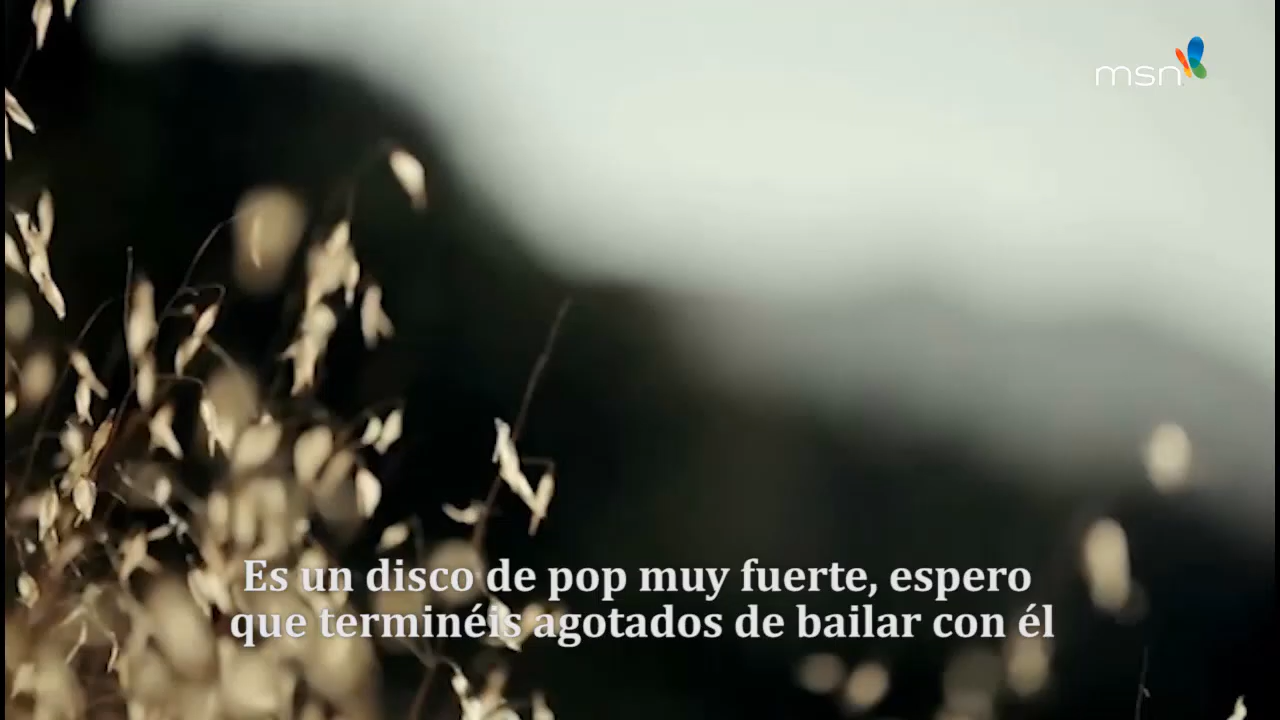 msn
Es un disco de pop muy fuerte, espero
que terminéis agotados de bailar con él